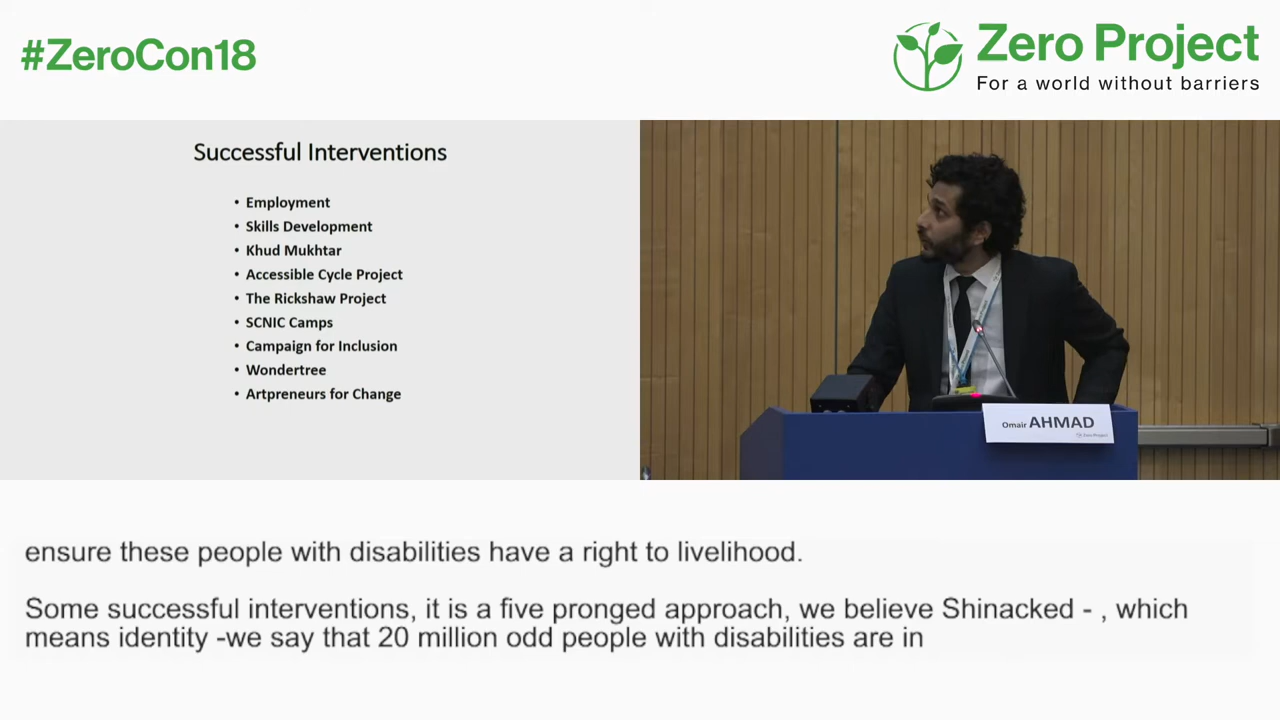 #ZeroCon18
Zero Project
For a world without barriers
Successful Interventions
• Employment
• Skills Development
• Khud Mukhtar
• Accessible Cycle Project
• The Rickshaw Project
• SCNIC Camps
• Campaign for Inclusion
• Wondertree
• Artpreneurs for Change
Omair AHMAD
Zero Project
ensure these people with disabilities have a right to livelihood.
Some successful interventions, it is a five pronged approach, we believe Shinacked - , which
means identity -we say that 20 million odd people with disabilities are in